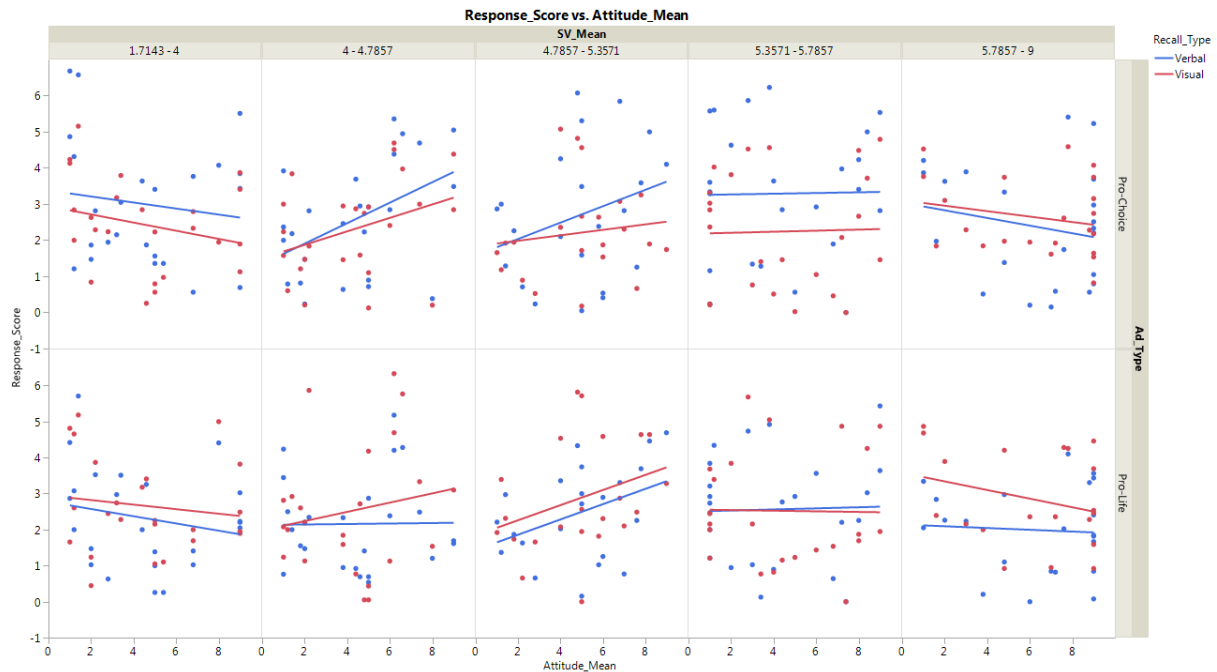 Response_Score vs. Attitude_Mean
SV_Mean
1.7143 - 4 4 - 4.7857 4.7857 - 5.3571 5.3571 - 5.7857 5.7857 - 9
Recall_Type
Verbal
Visual
Response_Score
6
5
4
3
2
1
0
-1
Pro-Choice
6
5
4
3
2
1
0
-1
Pro-Life
Ad_Type
0 2 4 6 8 0 2 4 6 8 0 2 4 6 8 0 2 4 6 8 0 2 4 6 8
Attitude_Mean